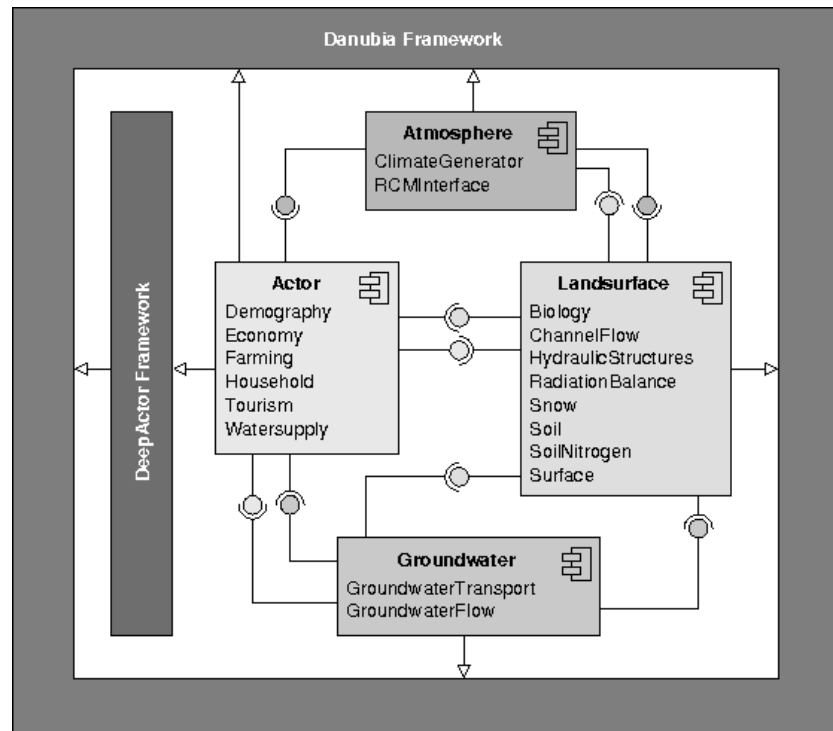 Danubia Framework
Atmosphere
ClimateGenerator
RCMInterface
DeepActor Framework
Actor
Demography
Economy
Farming
Household
Tourism
Watersupply
Landsurface
Biology
ChannelFlow
HydraulicStructures
RadiationBalance
Snow
Soil
SoilNitrogen
Surface
Groundwater
GroundwaterTransport
GroundwaterFlow